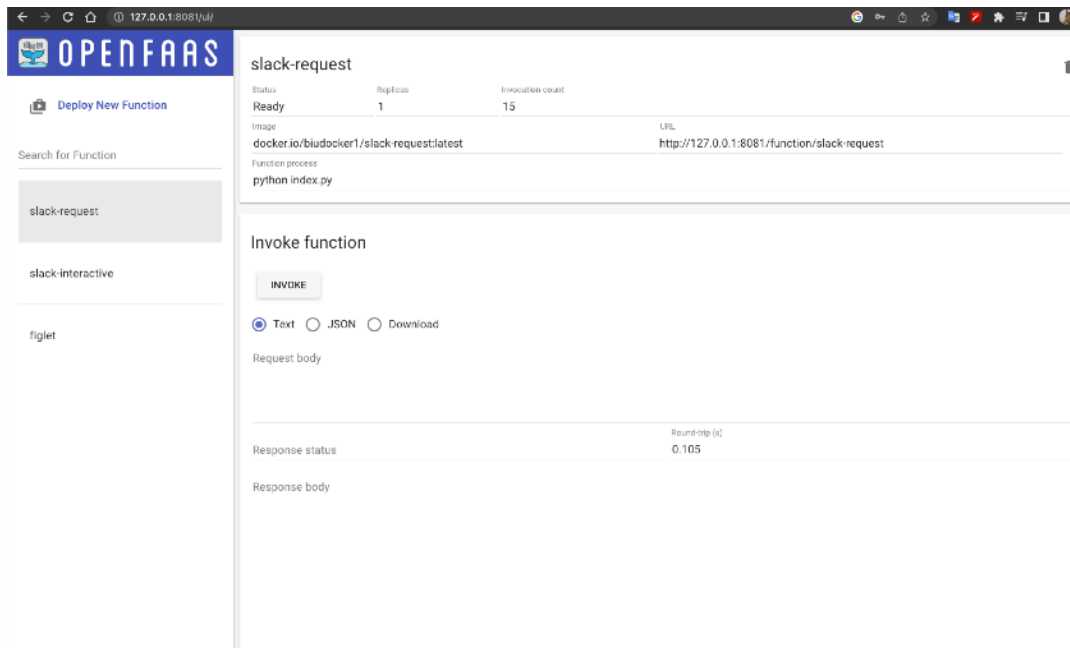 127.0.0.1:8081/ui/
OPENFAAS
Deploy New Function
Search for Function
slack-request
slack-interactive
figlet
slack-request
Status Replicas Invocation count
Ready 1 15
Image URL
docker.io/biudocker1/slack-request:latest http://127.0.0.1:8081/function/slack-request
Function process
python index.py
Invoke function
INVOKE
Text JSON Download
Request body
Round-trip (s)
Response status 0.105
Response body